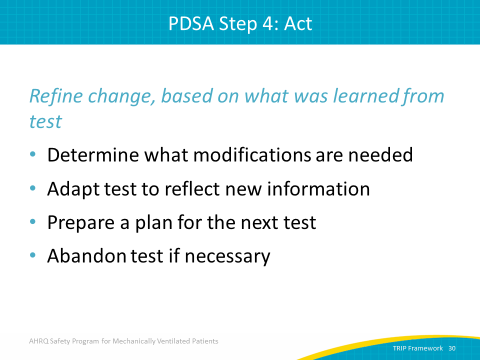 PDSA Step 4: Act
Refine change, based on what was learned from
test
• Determine what modifications are needed
• Adapt test to reflect new information
• Prepare a plan for the next test
• Abandon test if necessary
AHRQ Safety Program for Mechanically Ventilated Patients
TRIP Framework 30